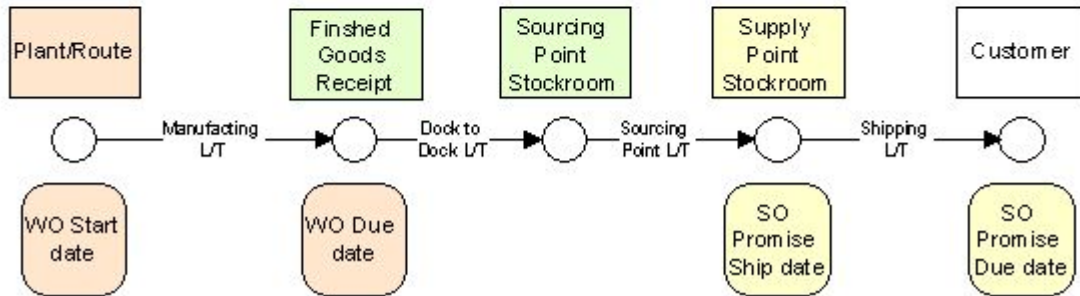 Plant/Route
Finshed
Goods
Receipt
Sourcing
Point
Stockroom
Supply
Point
Stockroom
Customer
Manufacting
L/T
Dock to
Dock L/T
Sourcing
Point L/T
Shipping
L/T
WO Start
date
WO Due
date
SO
Promise
Ship date
SO
Promise
Due date